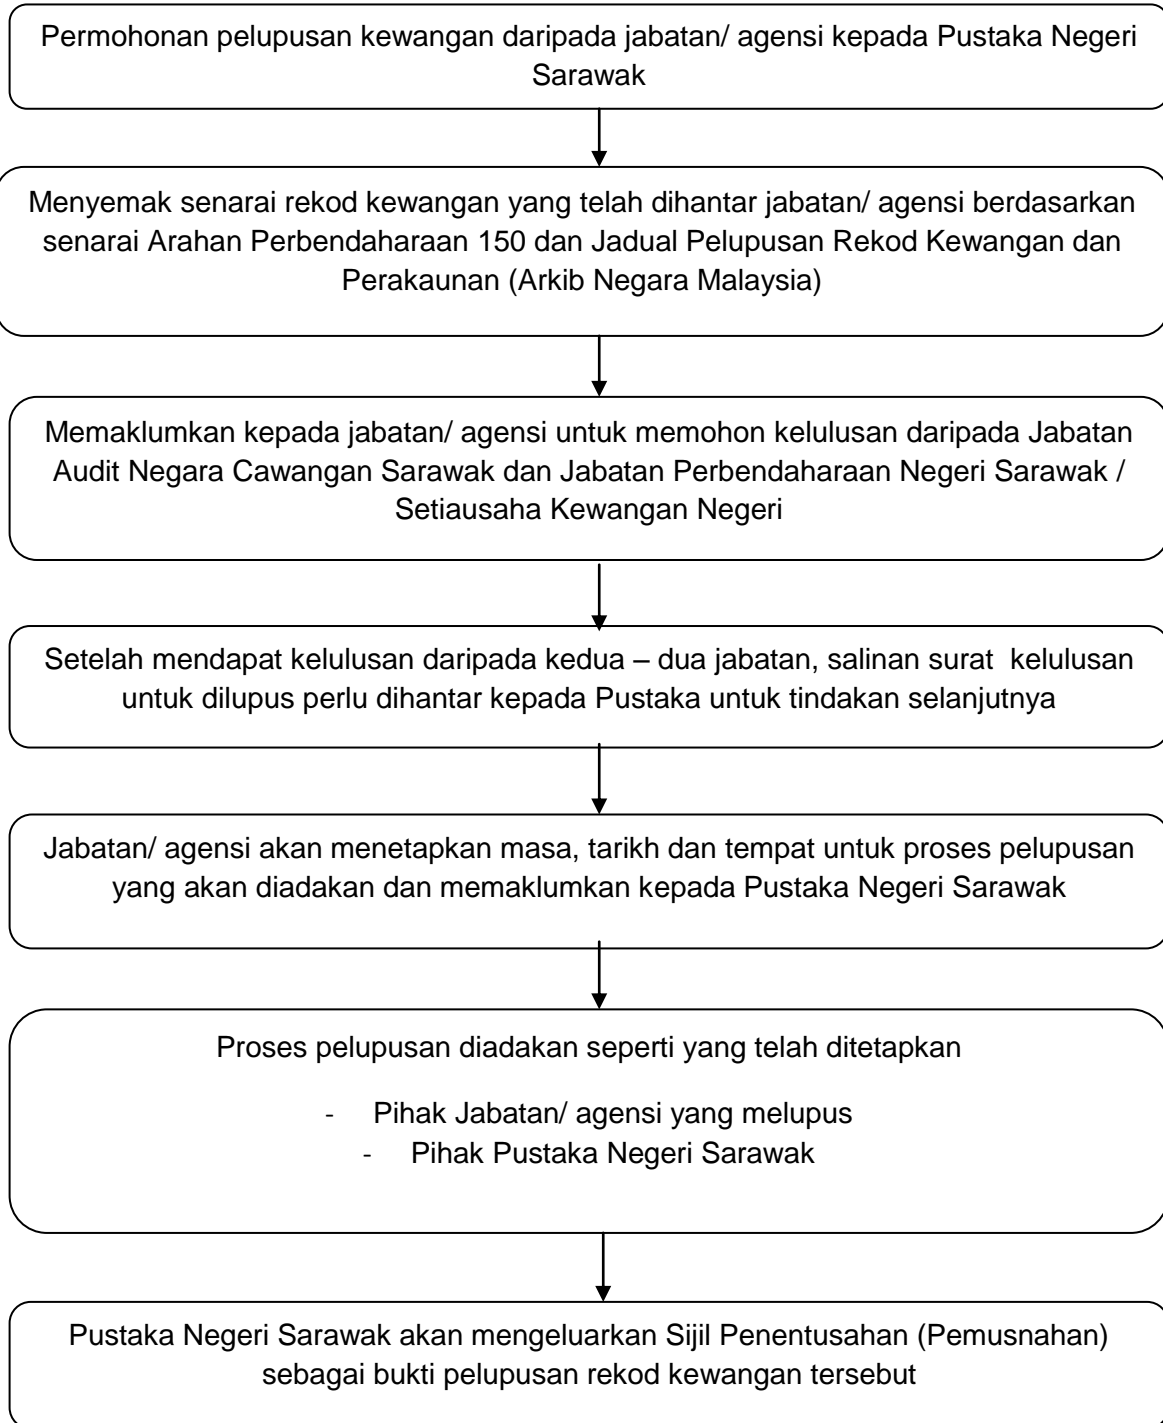 Permohonan pelupusan kewangan daripada jabatan/ agensi kepada Pustaka Negeri
Sarawak
Menyemak senarai rekod kewangan yang telah dihantar jabatan/ agensi berdasarkan
senarai Arahan Perbendaharaan 150 dan Jadual Pelupusan Rekod Kewangan dan
Perakaunan (Arkib Negara Malaysia)
Memaklumkan kepada jabatan/ agensi untuk memohon kelulusan daripada Jabatan
Audit Negara Cawangan Sarawak dan Jabatan Perbendaharaan Negeri Sarawak /
Setiausaha Kewangan Negeri
Setelah mendapat kelulusan daripada kedua – dua jabatan, salinan surat  kelulusan
untuk dilupus perlu dihantar kepada Pustaka untuk tindakan selanjutnya
Jabatan/ agensi akan menetapkan masa, tarikh dan tempat untuk proses pelupusan
yang akan diadakan dan memaklumkan kepada Pustaka Negeri Sarawak
Proses pelupusan diadakan seperti yang telah ditetapkan
- Pihak Jabatan/ agensi yang melupus
- Pihak Pustaka Negeri Sarawak
Pustaka Negeri Sarawak akan mengeluarkan Sijil Penentusahan (Pemusnahan)
sebagai bukti pelupusan rekod kewangan tersebut